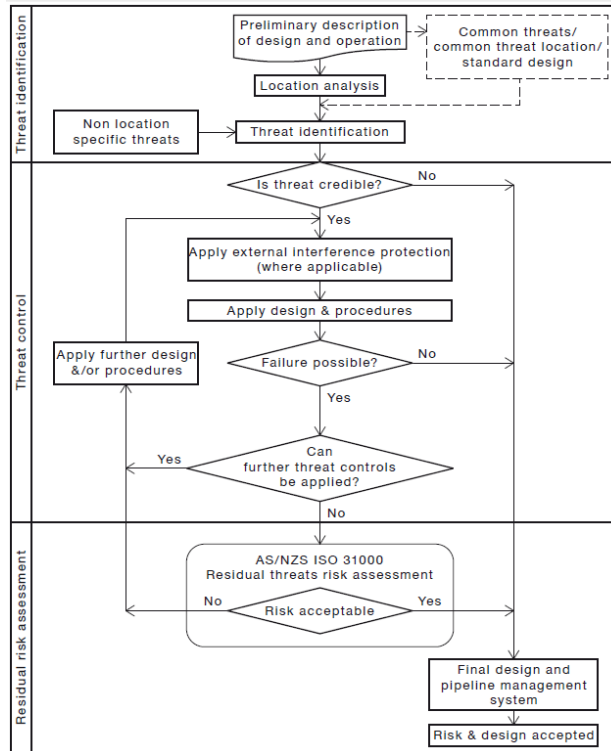 Threat identification
Preliminary description
of design and operation
Common threats/
common threat location/
standard design
Location analysis
Non location
specific threats
Threat identification
Threat control
Is threat credible?
No
Yes
Apply external interference protection
(where applicable)
Apply design & procedures
Apply further design
&/or procedures
Failure possible?
No
Yes
Can
further threat controls
be applied?
Yes
No
Residual risk assessment
AS/NZS ISO 31000
Residual threats risk assessment
No
Risk acceptable
Yes
Final design and
pipeline management
system
Risk & design accepted